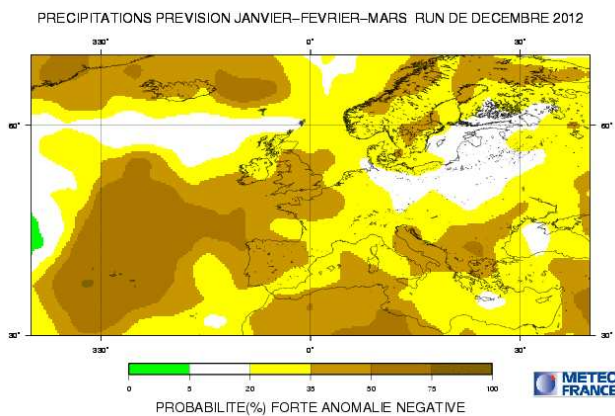 PRECIPITATIONS PREVISION JANVIER-FEVRIER-MARS RUN DE DECEMBRE 2012
330° 0° 30°
60° 60°
30° 30°
330° 0° 30°
0 5 20 35 50 75 100
PROBABILITE(%) FORTE ANOMALIE NEGATIVE
METEO
FRANCE